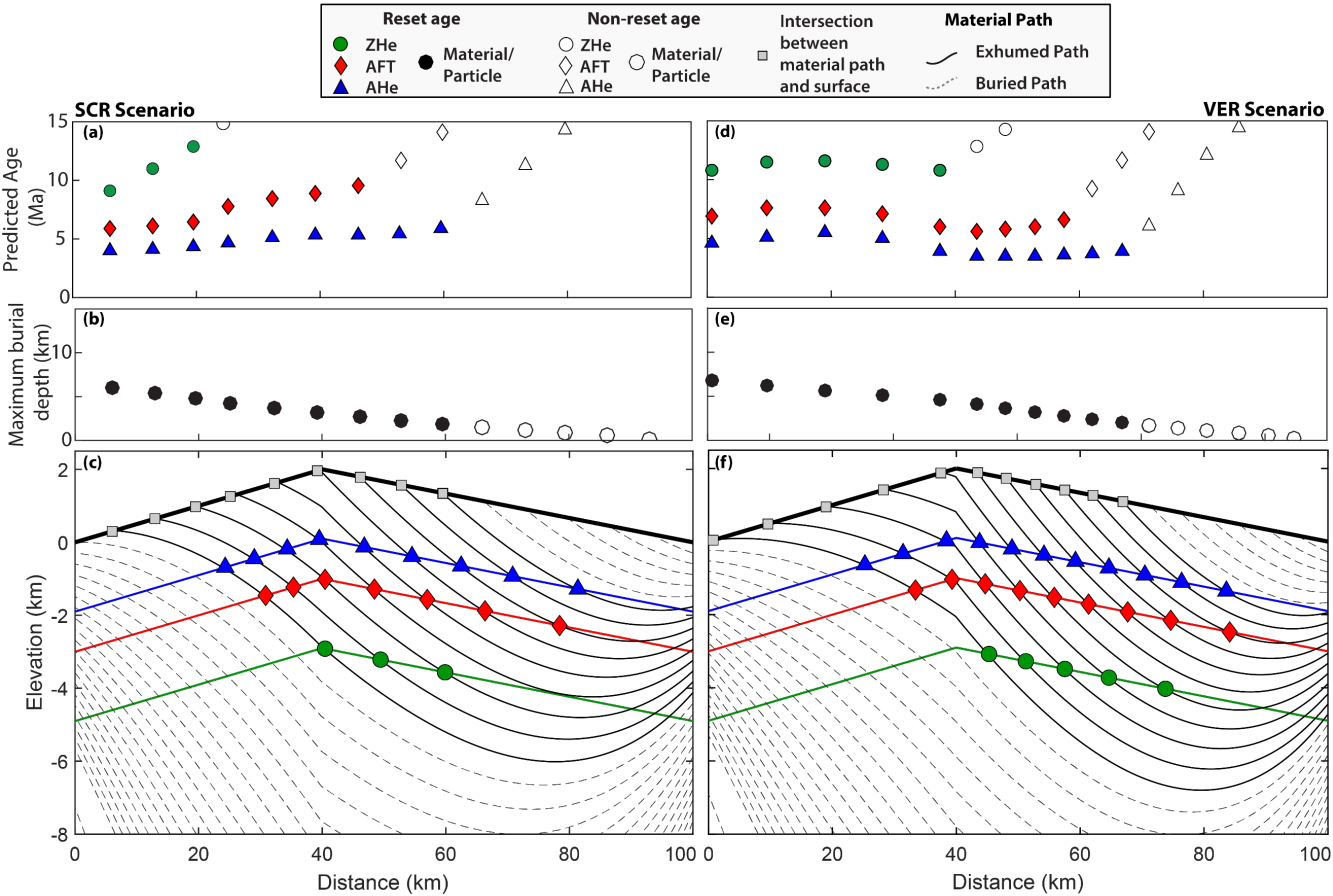 Reset age
Non-reset age
Intersection between material path and surface
Material Path
ZHe
AFT
AHe
Material/
Particle
ZHe
AFT
AHe
Material/
Particle
Exhumed Path
Buried Path
SCR Scenario
VER Scenario
(a)
(d)
Predicted Age
(Ma)
15
10
5
0
(b)
(e)
Maximum burial
depth (km)
10
0
(c)
(f)
Elevation (km)
2
0
-2
-4
-6
-8
0 20 40 60 80 100
0 20 40 60 80 100
Distance (km)
Distance (km)